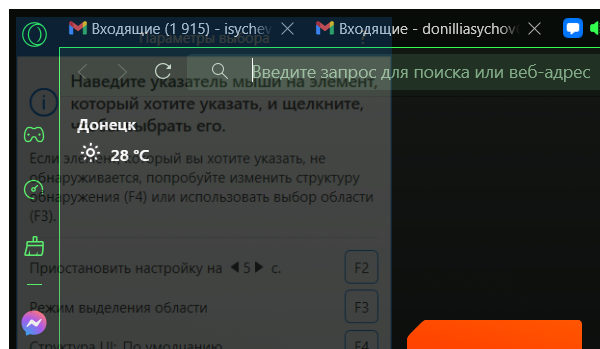 Входящие (1 915) - isychev
Входящие - donilliasychovo
Параметры выбора
Введите запрос для поиска или веб-адрес
Наведите указатель мыши на элемент,
который хотите указать, и щелкните,
чтобы выбрать его.
Донецк
28 °C
Если элемент, который вы хотите указать, не
обнаруживается, попробуйте изменить структуру
обнаружения (F4) или использовать выбор области
(F3).
Приостановить настройку на ◀ 5 ▶ с.
F2
Режим выделения области
F3
Структура UI: По умолчанию
F4